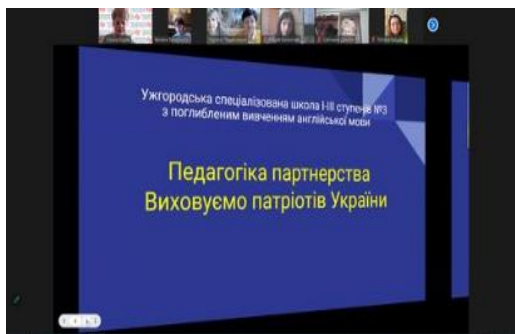 Ужгородська спеціалізована школа І-ІІІ ступенів №3
з поглибленим вивченням англійської мови
Педагогіка партнерства
Виховуємо патріотів України